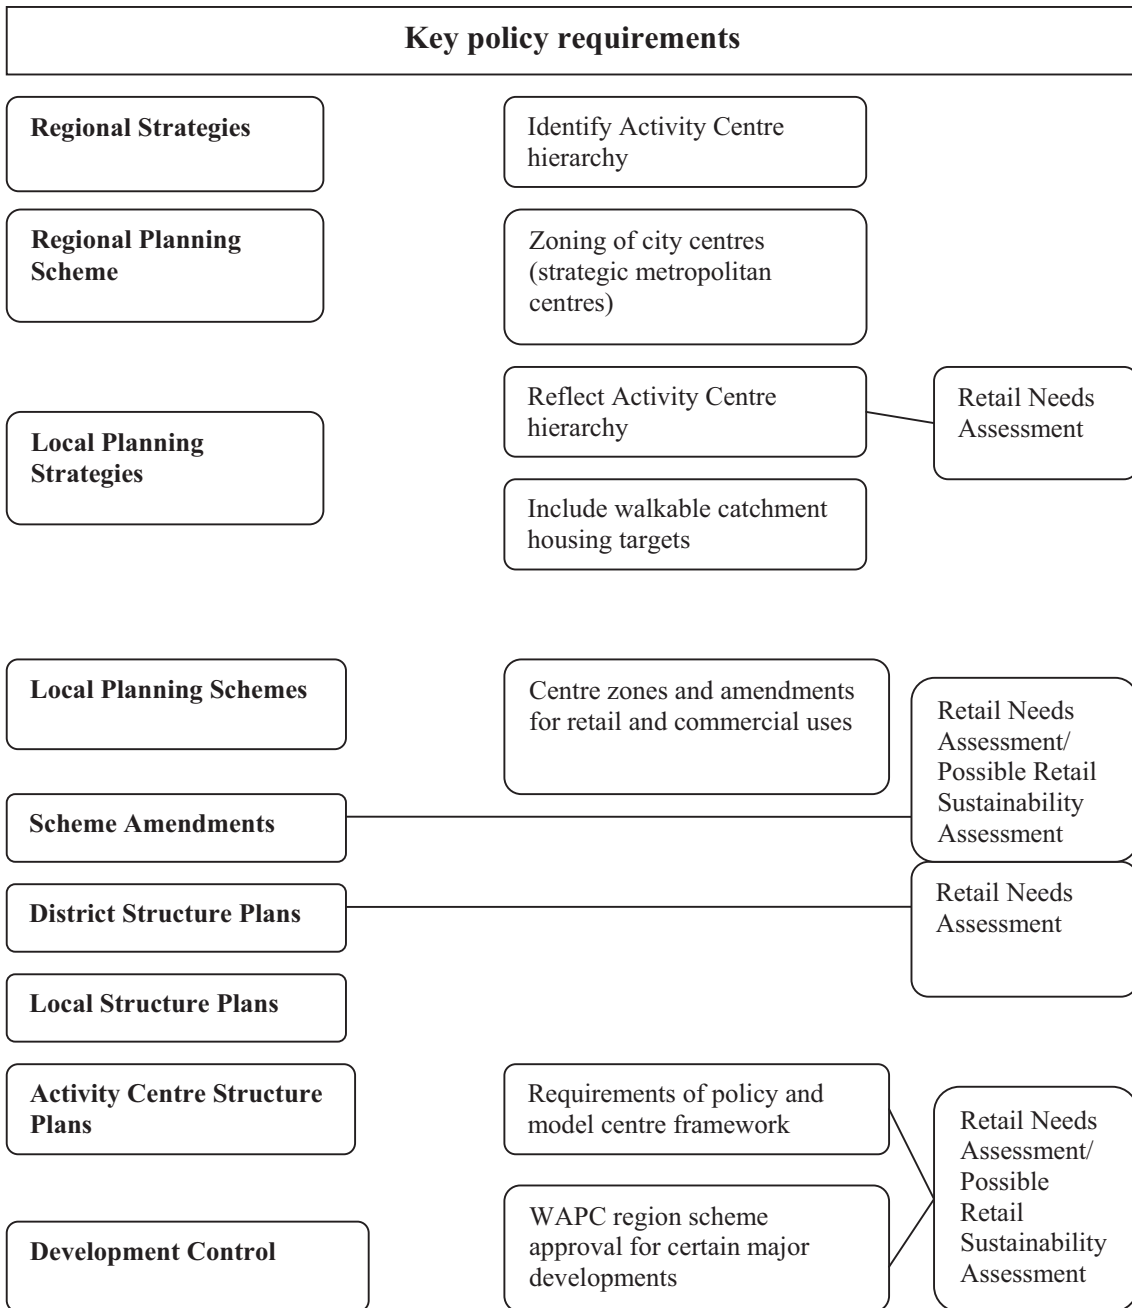 Key policy requirements
Regional Strategies
Identify Activity Centre
hierarchy
Regional Planning
Scheme
Zoning of city centres
(strategic metropolitan
centres)
Local Planning
Strategies
Reflect Activity Centre
hierarchy
Retail Needs
Assessment
Include walkable catchment
housing targets
Local Planning Schemes
Centre zones and amendments
for retail and commercial uses
Retail Needs
Assessment/
Possible Retail
Sustainability
Assessment
Scheme Amendments
District Structure Plans
Retail Needs
Assessment
Local Structure Plans
Activity Centre Structure
Plans
Requirements of policy and
model centre framework
Retail Needs
Assessment/
Possible
Retail
Sustainability
Assessment
Development Control
WAPC region scheme
approval for certain major
developments